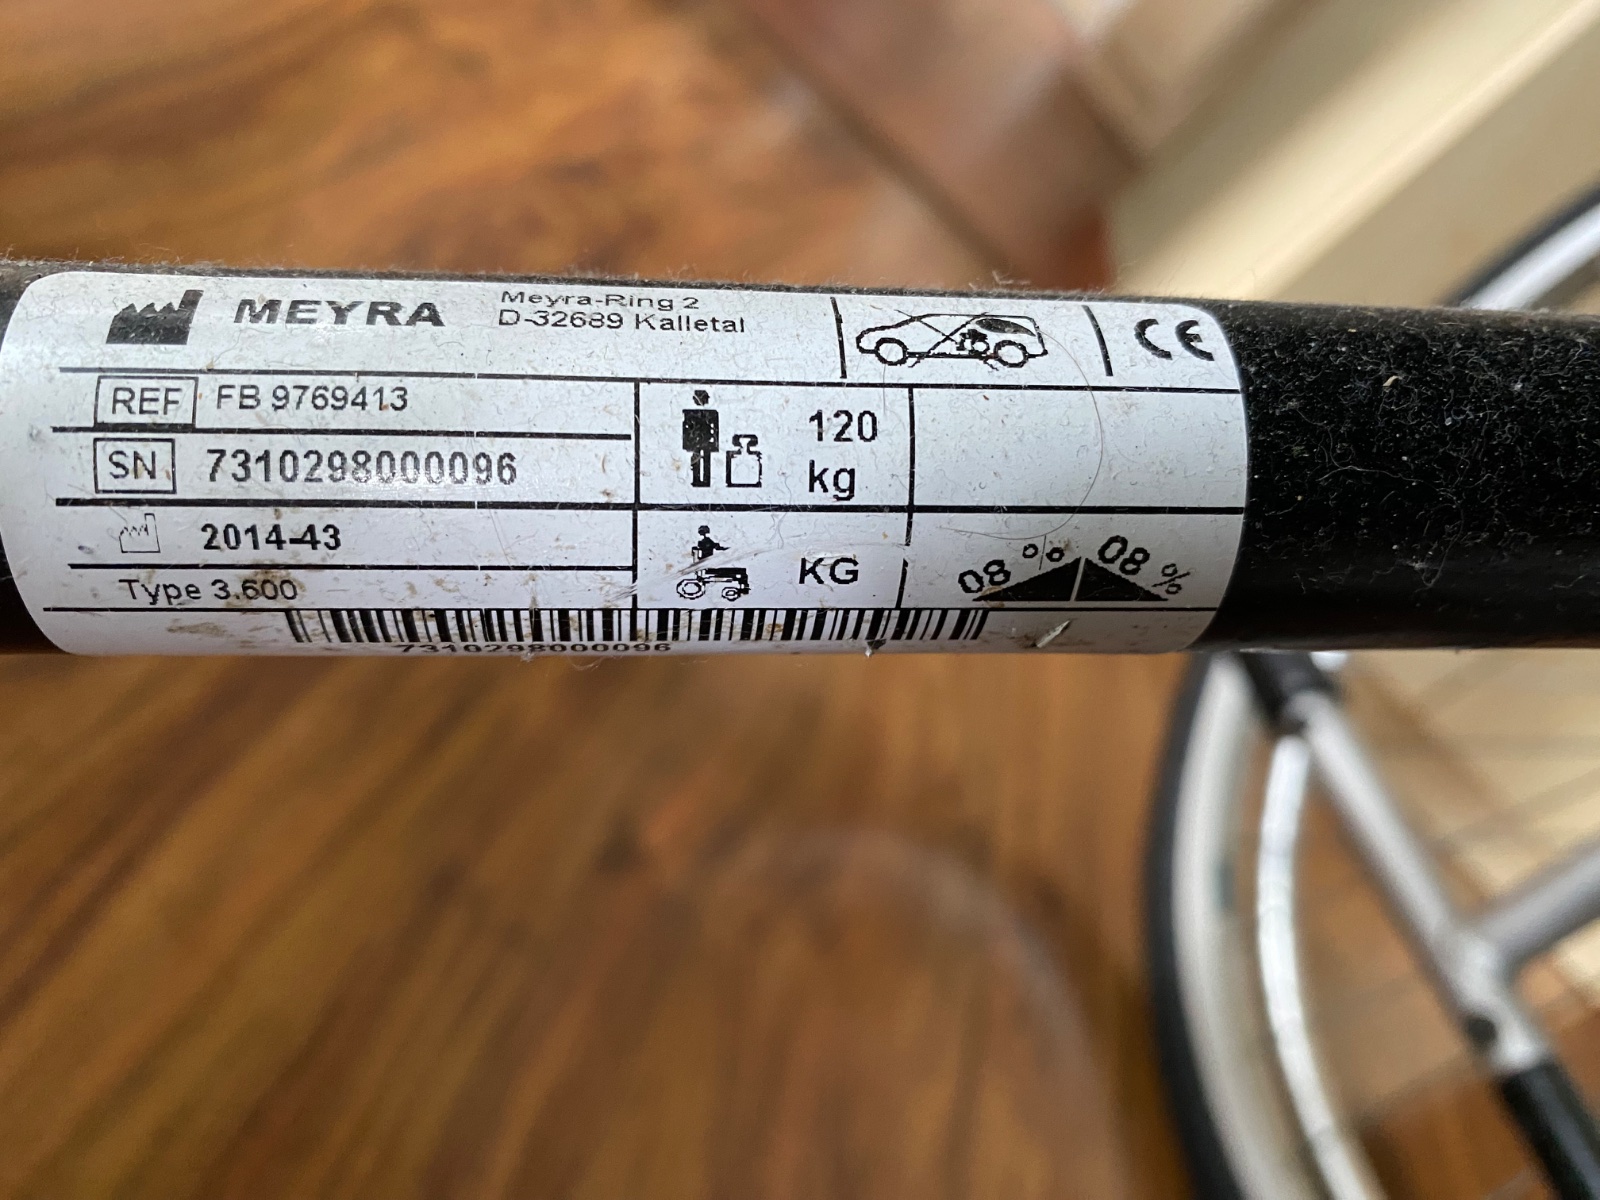 MEYRA
Meyra-Ring 2
D-32689 Kalletal
CE
REF FB 9769413
SN 7310298000096
2014-43
Type 3.600
120
kg
KG
08 % 08 %
7310298000096